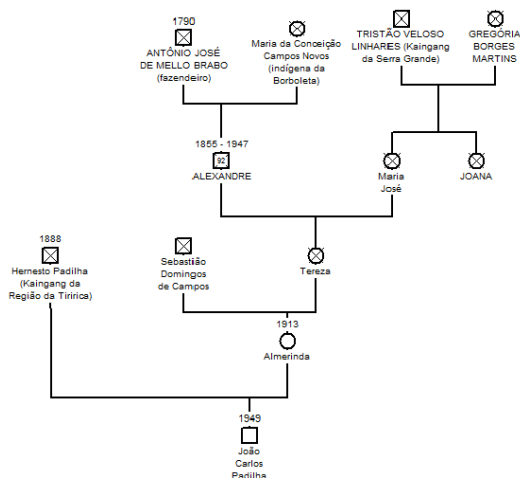 1790
ANTÔNIO JOSÉ
DE MELLO BRABO
(fazendeiro)
Maria da Conceição
Campos Novos
(indígena da
Borboleta)
TRISTÃO VELOSO
LINHARES (Kaingang
da Serra Grande)
GREGÓRIA
BORGES
MARTINS
1855 - 1947
92
ALEXANDRE
Maria
José
JOANA
1888
Hernesto Padilha
(Kaingang da
Região da Tiririca)
Sebastião
Domingos
de Campos
Tereza
1913
Almerinda
1949
João
Carlos
Padilha